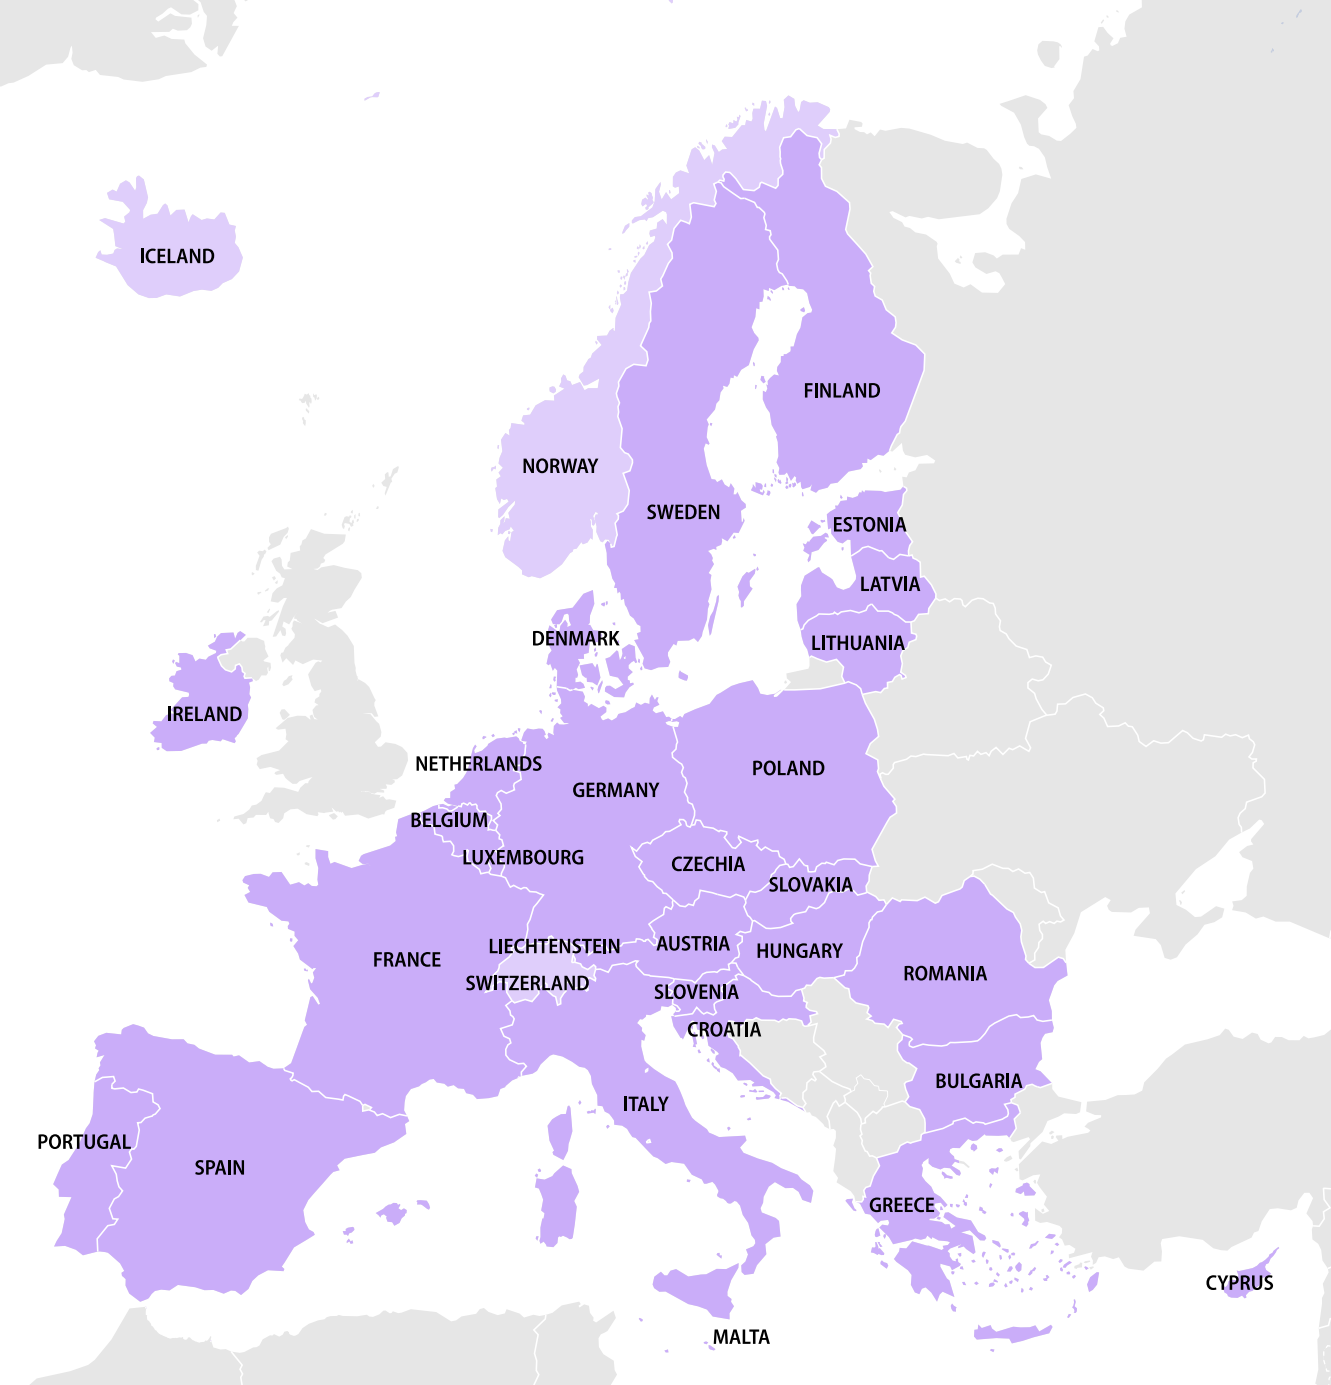 ICELAND
FINLAND
NORWAY
SWEDEN
ESTONIA
LATVIA
DENMARK
LITHUANIA
IRELAND
NETHERLANDS
POLAND
GERMANY
BELGIUM
LUXEMBOURG
CZECHIA
SLOVAKIA
AUSTRIA
LIECHTENSTEIN
HUNGARY
FRANCE
ROMANIA
SWITZERLAND
SLOVENIA
CROATIA
BULGARIA
ITALY
PORTUGAL
SPAIN
GREECE
CYPRUS
MALTA